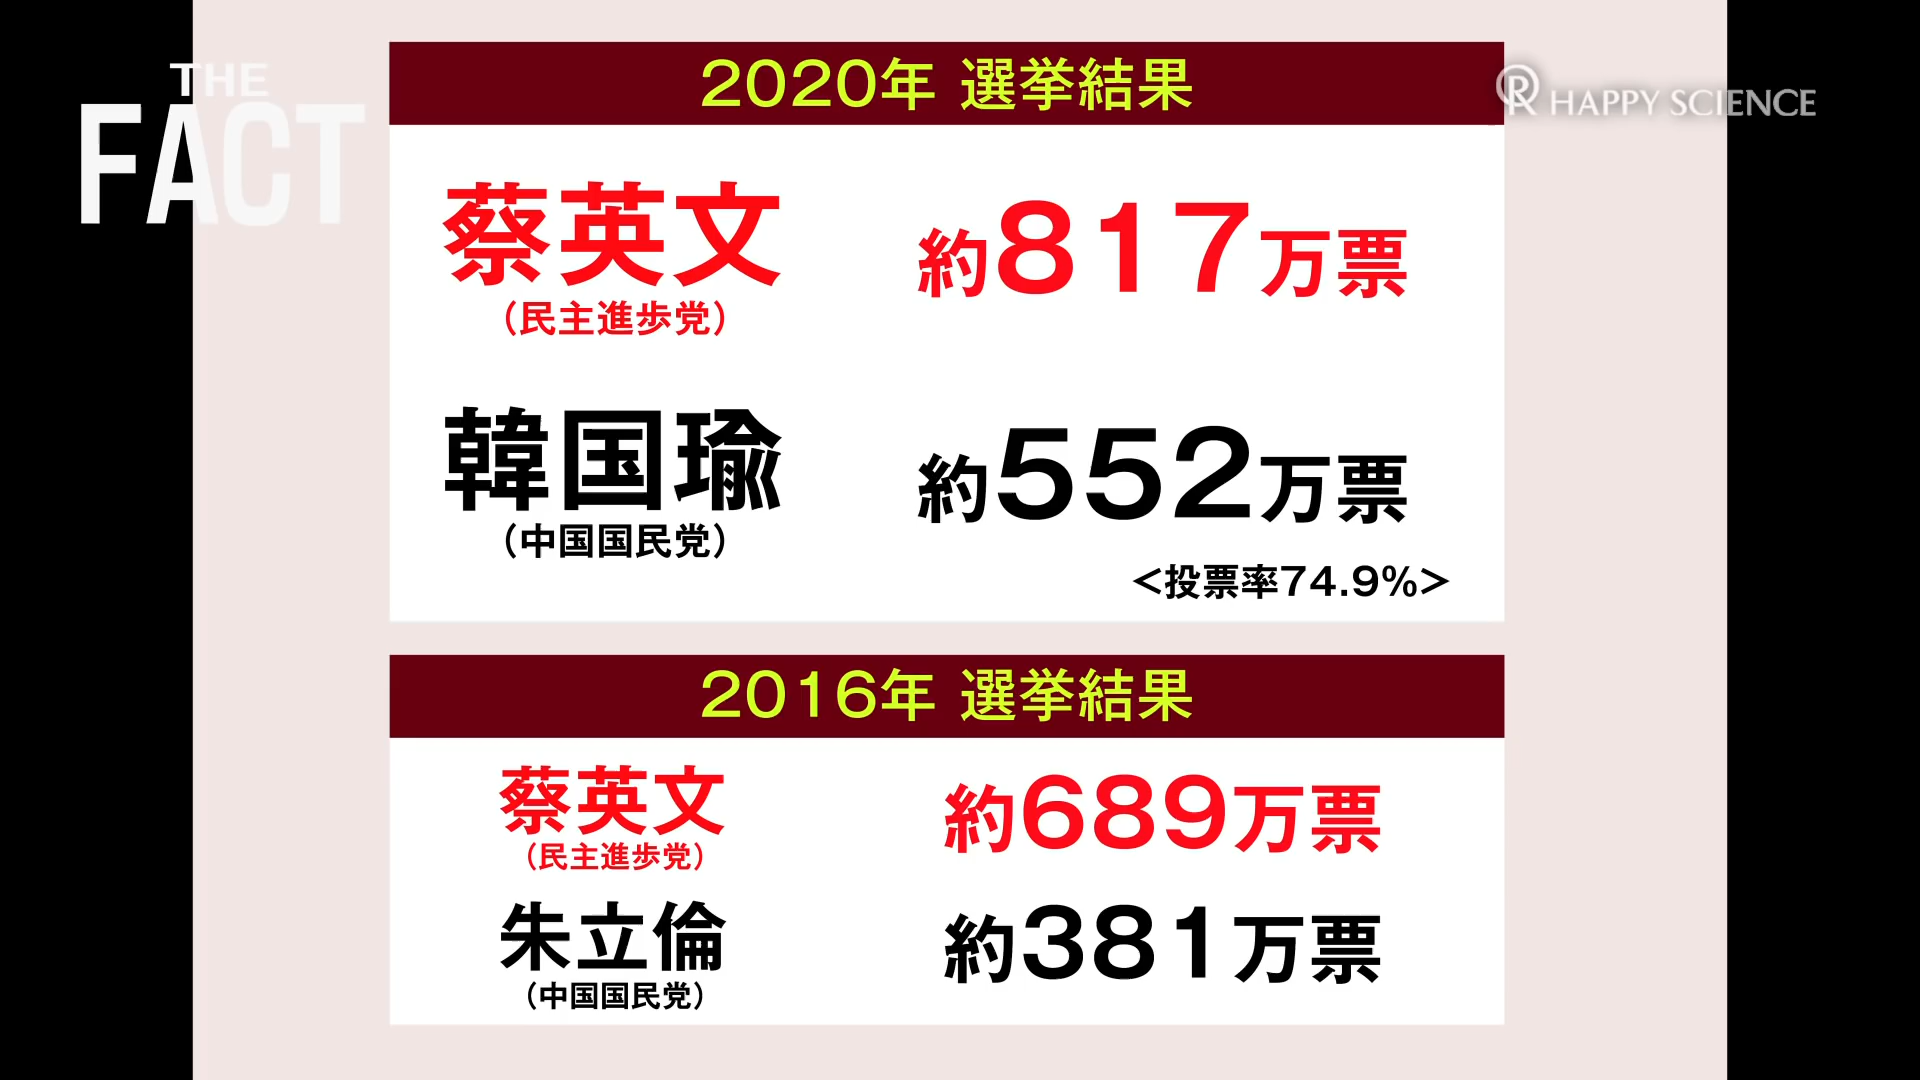 THE
FACT
HAPPY SCIENCE
2020年 選挙結果
蔡英文 約817万票
（民主進歩党）
韓国瑜 約552万票
（中国国民党）
＜投票率74.9%＞
2016年 選挙結果
蔡英文 約689万票
（民主進歩党）
朱立倫 約381万票
（中国国民党）